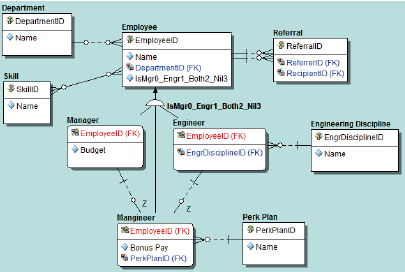 Department
DepartmentID
Name
Employee
EmployeeID
Name
DepartmentID (FK)
IsMgr0_Engr1_Both2_Nil3
Referral
ReferralID
ReferrerID (FK)
RecipientID (FK)
Skill
SkillID
Name
IsMgr0_Engr1_Both2_Nil3
Manager
EmployeeID (FK)
Budget
Engineer
EmployeeID (FK)
EngrDisciplineID (FK)
Engineering Discipline
EngrDisciplineID
Name
Z
Z
Mangineer
EmployeeID (FK)
Bonus Pay
PerkPlanID (FK)
Perk Plan
PerkPlanID
Name